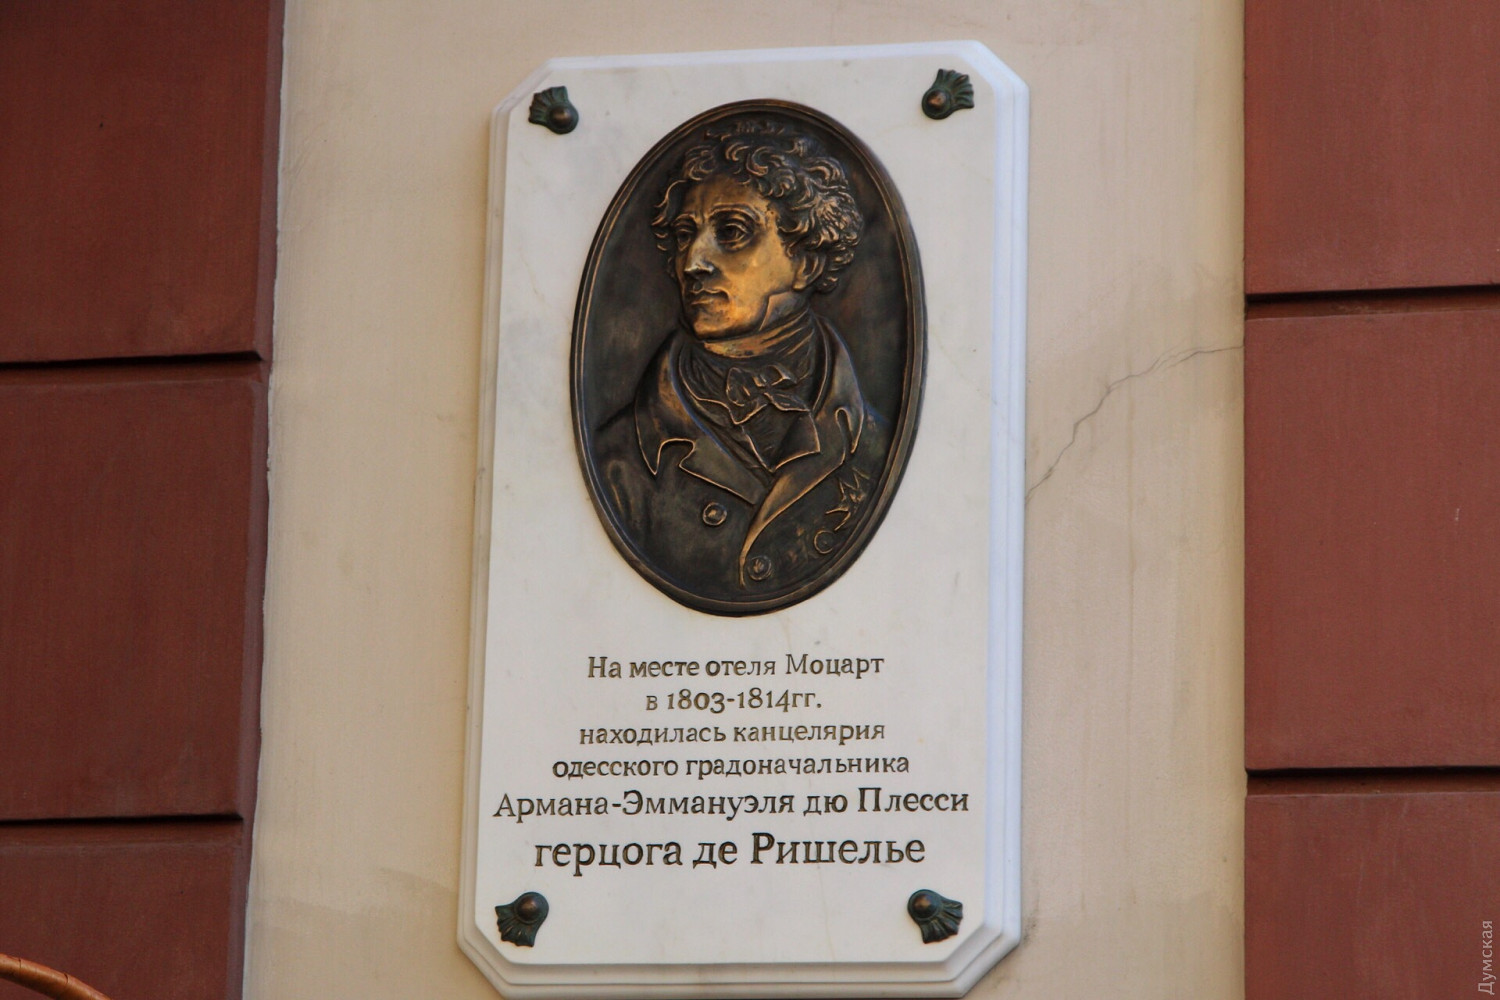 На месте отеля Моцарт
в 1803-1814гг.
находилась канцелярия
одесского градоначальника
Армана-Эммануэля дю Плесси
герцога де Ришелье
Думская